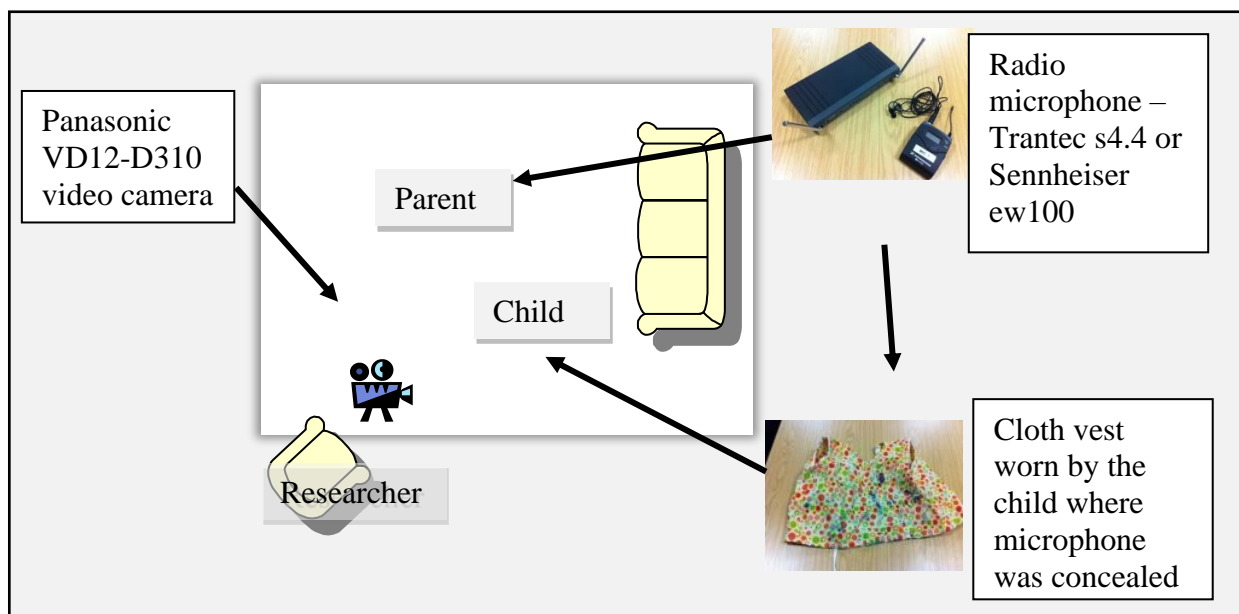 Panasonic
VD12-D310
video camera
Parent
Child
Researcher
Radio
microphone –
Trantec s4.4 or
Sennheiser
ew100
Cloth vest
worn by the
child where
microphone
was concealed